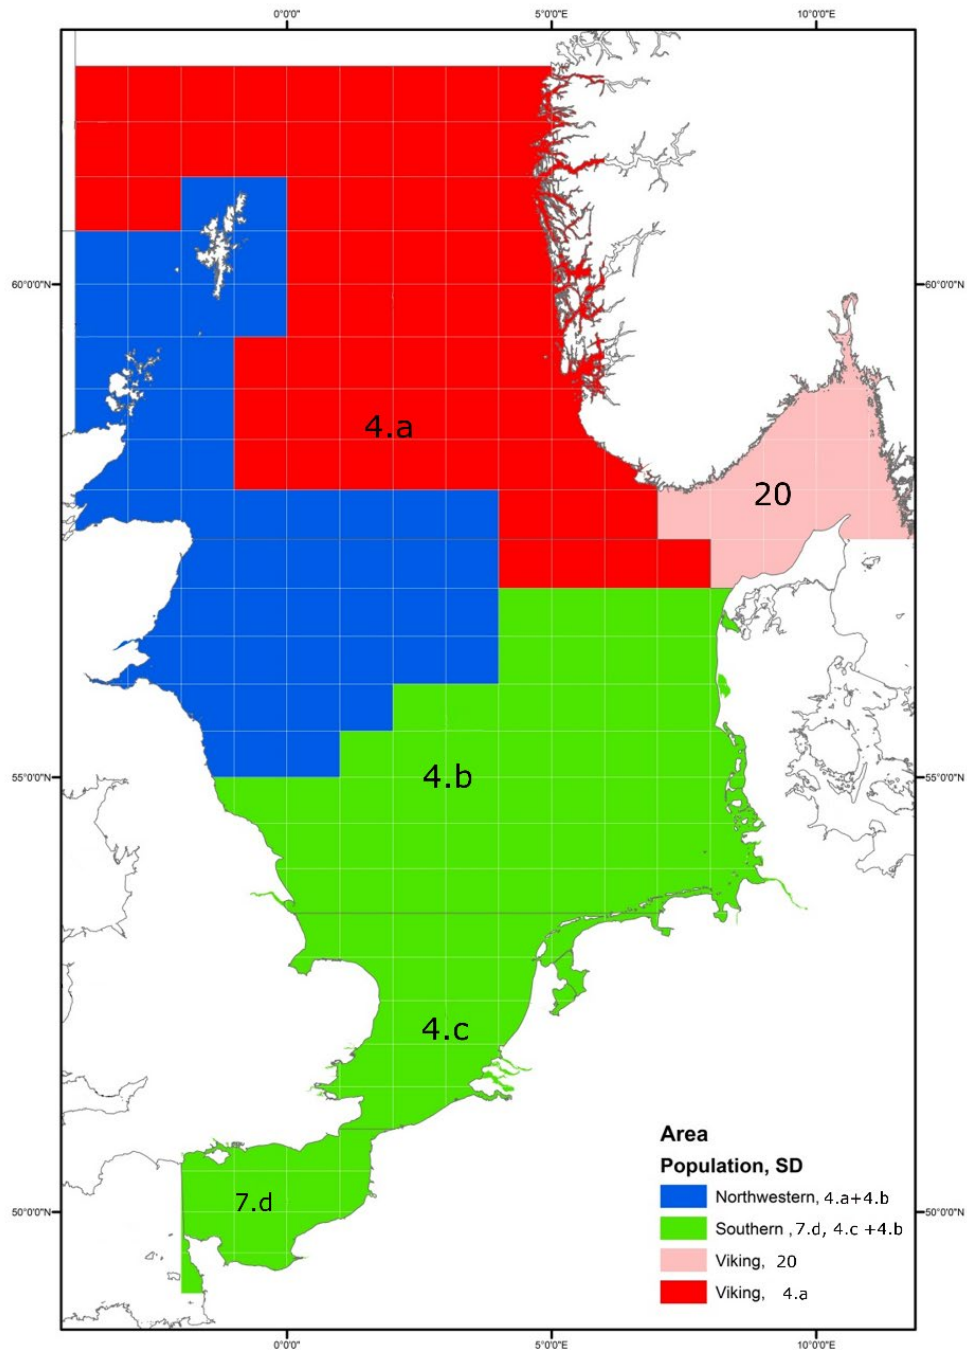 0°0'0" 5°0'0"E 10°0'0"E
60°0'0"N 60°0'0"N
4.a
20
4.b
55°0'0"N 55°0'0"N
4.c
Area
Population, SD
Northwestern, 4.a+4.b
7.d
50°0'0"N 50°0'0"N
Southern , 7.d, 4.c +4.b
Viking, 20
Viking, 4.a
0°0'0" 5°0'0"E 10°0'0"E